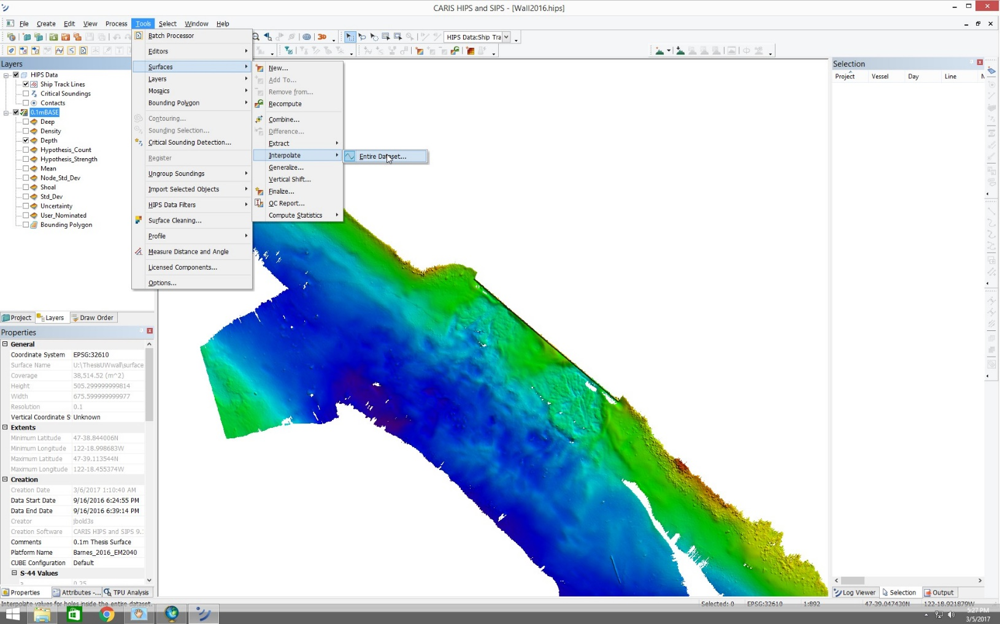 CARIS HIPS and SIPS - [Wall2016.hips]
File Create Edit View Process Tools Select Window Help
3D HIPS Data:Ship Tra
Layers
HIPS Data
Ship Track Lines
Critical Soundings
Contacts
0.1mBASE
Deep
Density
Depth
Hypothesis_Count
Hypothesis_Strength
Mean
Node_Std_Dev
Shoal
Std_Dev
Uncertainty
User_Nominated
Bounding Polygon
Batch Processor
Editors
Surfaces
Layers
Mosaics
Bounding Polygon
Contouring...
Sounding Selection...
Critical Sounding Detection...
Register
Ungroup Soundings
Import Selected Objects
HIPS Data Filters
Surface Cleaning...
Profile
Measure Distance and Angle
Licensed Components...
Options...
New...
Add To...
Remove from...
Recompute
Combine...
Difference...
Extract
Interpolate
Generalize...
Vertical Shift...
Finalize...
QC Report...
Compute Statistics
Entire Dataset...
Selection
Project Vessel Day Line
Project Layers Draw Order
Properties
General
Coordinate System EPSG:32610
Surface Name U:\ThesisUWwall\surface
Coverage 38,514.52 (m^2)
Height 505.299999999814
Width 675.599999999977
Resolution 0.1
Vertical Coordinate S Unknown
Extents
Minimum Latitude 47-38.844006N
Minimum Longitude 122-18.998683W
Maximum Latitude 47-39.113544N
Maximum Longitude 122-18.455374W
Creation
Creation Date 3/6/2017 1:10:40 AM
Data Start Date 9/16/2016 6:24:55 PM
Data End Date 9/16/2016 6:39:14 PM
Creator jbold3s
Creation Software CARIS HIPS and SIPS 9.
Comments 0.1m Thesis Surface
Platform Name Barnes_2016_EM2040
CUBE Configuration Default
S-44 Values
a 0.25
Properties Attributes -... TPU Analysis
Log Viewer Selection Output
Interpolate values for holes inside the entire dataset.
Selected: 0 EPSG:32610 1:892 47-39.047430N 122-18.921879W
5:27 PM
3/5/2017